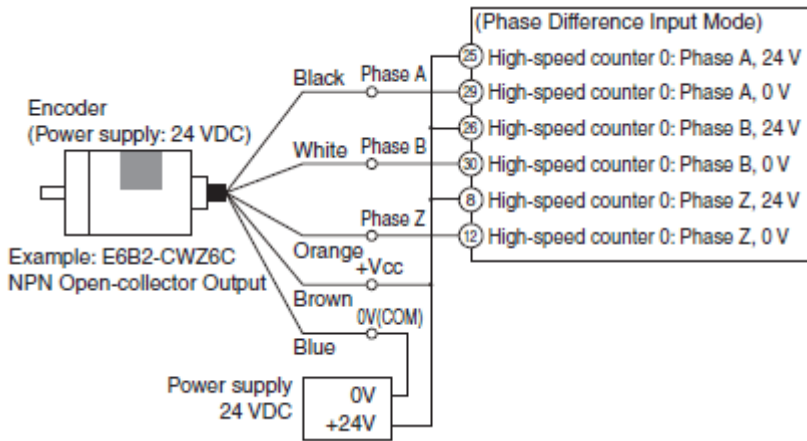 (Phase Difference Input Mode)
25 High-speed counter 0: Phase A, 24 V
Black Phase A
29 High-speed counter 0: Phase A, 0 V
Encoder
(Power supply: 24 VDC)
26 High-speed counter 0: Phase B, 24 V
White Phase B
30 High-speed counter 0: Phase B, 0 V
8 High-speed counter 0: Phase Z, 24 V
Phase Z
12 High-speed counter 0: Phase Z, 0 V
Orange
Example: E6B2-CWZ6C
NPN Open-collector Output
+Vcc
Brown
0V(COM)
Blue
Power supply
24 VDC
0V
+24V